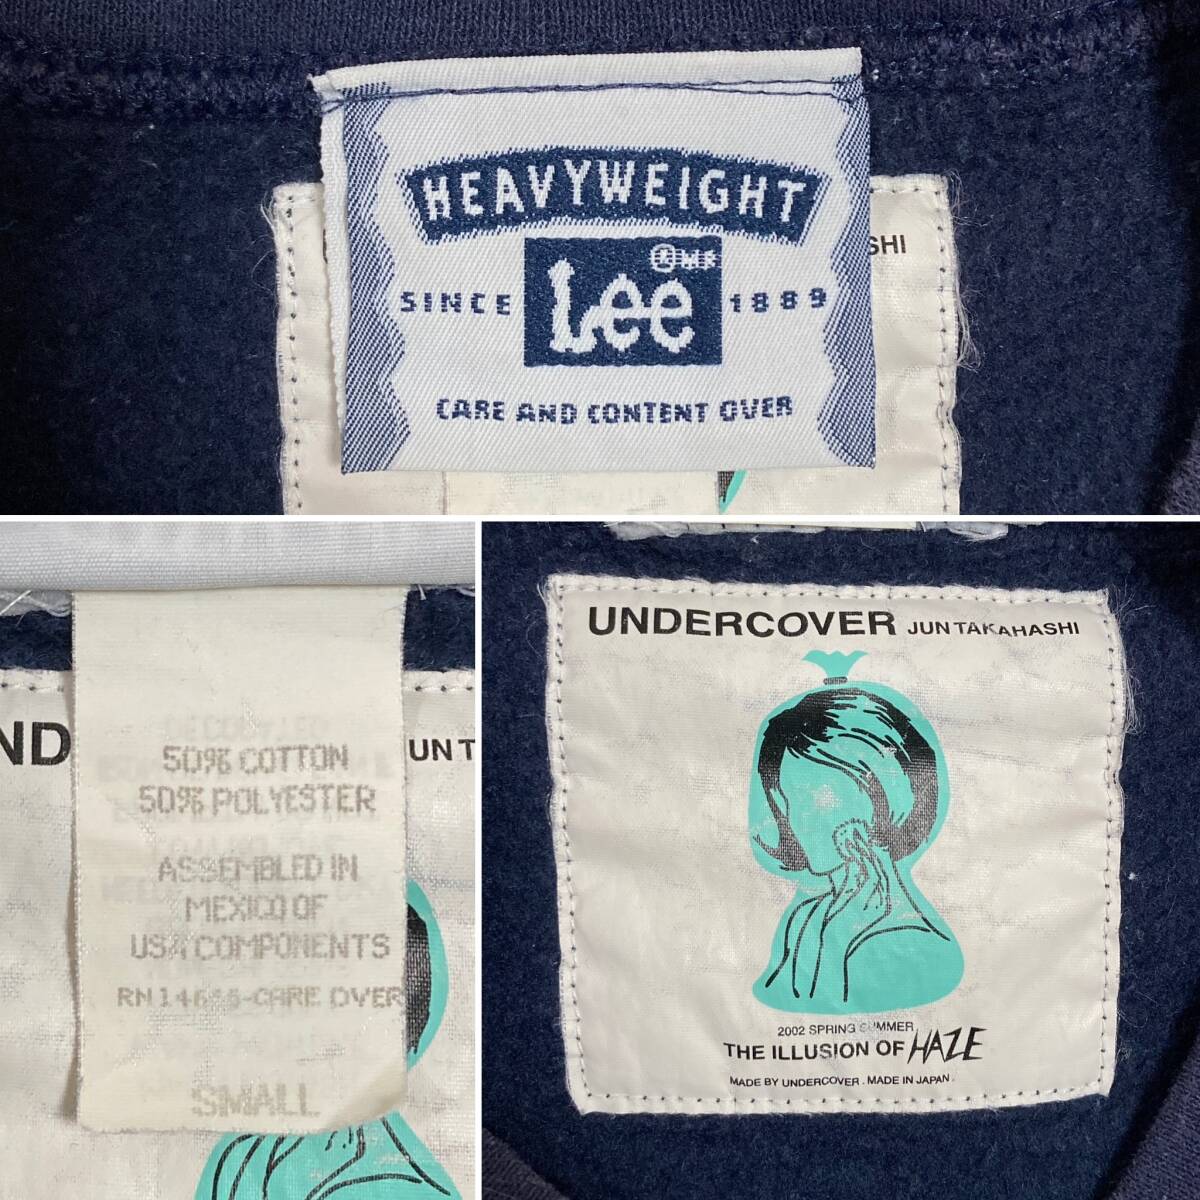 HEAVYWEIGHT
® MR
SINCE Lee 1889
CARE AND CONTENT OVER
SHI
ND
UN T
50% COTTON
50% POLYESTER
ASSEMBLED IN
MEXICO OF
USA COMPONENTS
CARE OVER
SMALL
UNDERCOVER JUN TAKAHASHI
2002 SPRING SUMMER
THE ILLUSION OF HAZE
MADE BY UNDERCOVER . MADE IN JAPAN .